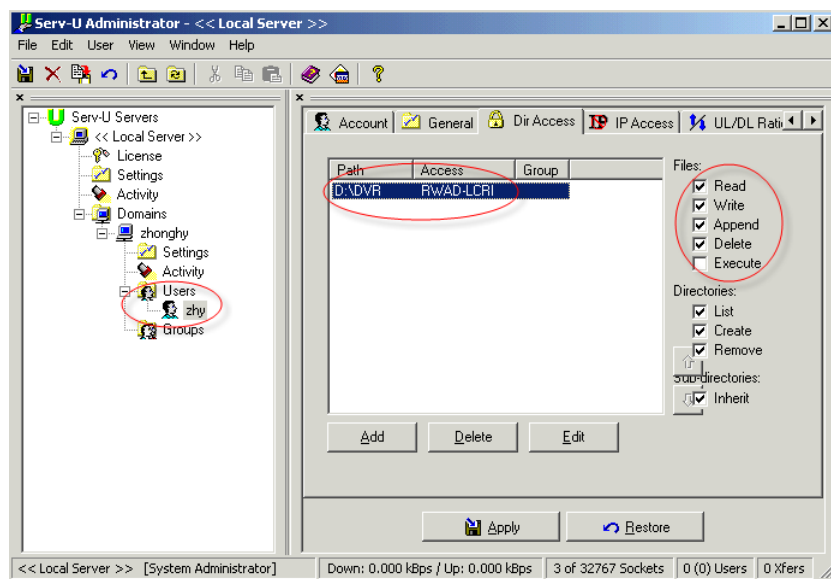 Serv-U Administrator - << Local Server >>
File Edit User View Window Help
Serv-U Servers
<< Local Server >>
License
Settings
Activity
Domains
zhonghy
Settings
Activity
Users
zhy
Groups
Account General Dir Access IP Access UL/DL Rati
Path Access Group
D:\DVR RWAD-LCRI
Files:
Read
Write
Append
Delete
Execute
Directories:
List
Create
Remove
Sub-directories:
Inherit
Add Delete Edit
Apply Restore
<< Local Server >> [System Administrator] Down: 0.000 kBps / Up: 0.000 kBps 3 of 32767 Sockets 0 (0) Users 0 Xfers